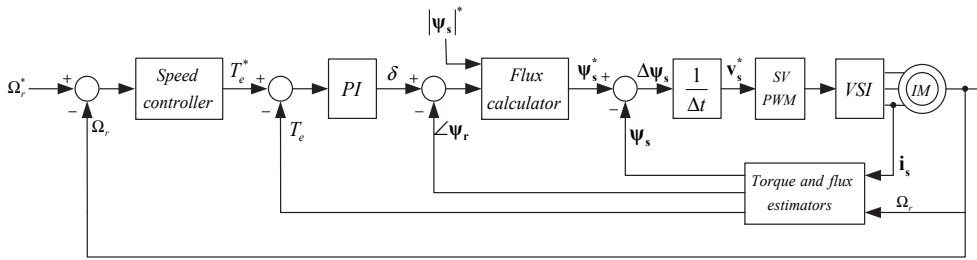 |ψs|*
Ωr* + − Speed controller Te* + − PI δ + − Flux calculator ψs* + − Δψs 1/Δt vs* SV PWM VSI IM
Ωr
Te
∠ψr
ψs
is
Torque and flux estimators
Ωr